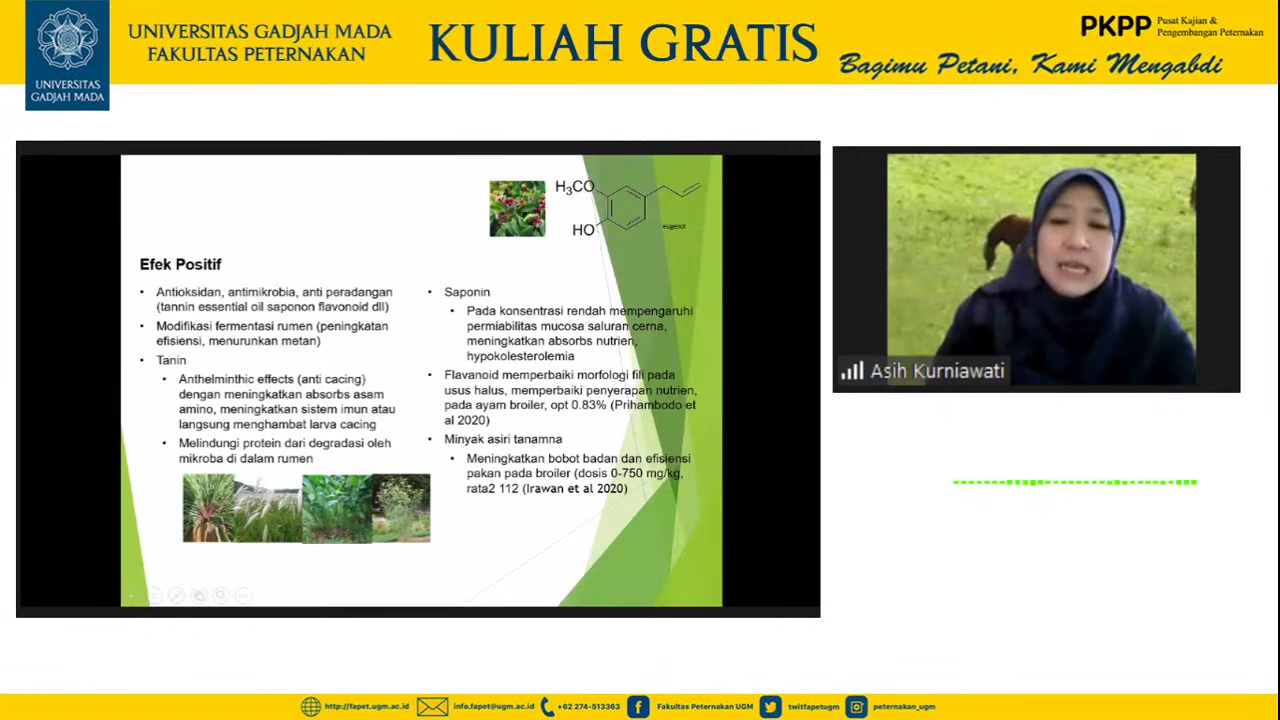 UNIVERSITAS GADJAH MADA
FAKULTAS PETERNAKAN
UNIVERSITAS
GADJAH MADA
KULIAH GRATIS
PKPP
Pusat Kajian &
Pengembangan Peternakan
Bagimu Petani, Kami Mengabdi
H3CO
HO
eugenol
Efek Positif
• Antioksidan, antimikrobia, anti peradangan
(tannin essential oil saponon flavonoid dll)
• Modifikasi fermentasi rumen (peningkatan
efisiensi, menurunkan metan)
• Tanin
• Anthelminthic effects (anti cacing)
dengan meningkatkan absorbs asam
amino, meningkatkan sistem imun atau
langsung menghambat larva cacing
• Melindungi protein dari degradasi oleh
mikroba di dalam rumen
• Saponin
• Pada konsentrasi rendah mempengaruhi
permiabilitas mucosa saluran cerna,
meningkatkan absorbs nutrien,
hypokolesterolemia
• Flavanoid memperbaiki morfologi fili pada
usus halus, memperbaiki penyerapan nutrien,
pada ayam broiler, opt 0.83% (Prihambodo et
al 2020)
• Minyak asiri tanamna
• Meningkatkan bobot badan dan efisiensi
pakan pada broiler (dosis 0-750 mg/kg,
rata2 112 (Irawan et al 2020)
Asih Kurniawati
http://fapet.ugm.ac.id
info.fapet@ugm.ac.id
+62 274-513363
Fakultas Peternakan UGM
twitfapetugm
peternakan_ugm